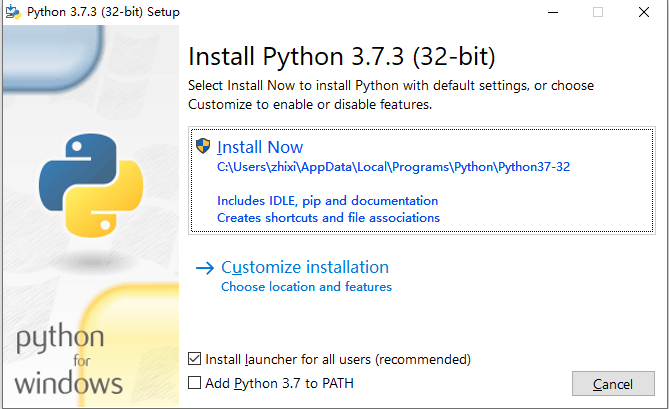 Python 3.7.3 (32-bit) Setup
Install Python 3.7.3 (32-bit)
Select Install Now to install Python with default settings, or choose
Customize to enable or disable features.
Install Now
C:\Users\zhixi\AppData\Local\Programs\Python\Python37-32
Includes IDLE, pip and documentation
Creates shortcuts and file associations
Customize installation
Choose location and features
python
for
windows
Install launcher for all users (recommended)
Add Python 3.7 to PATH
Cancel